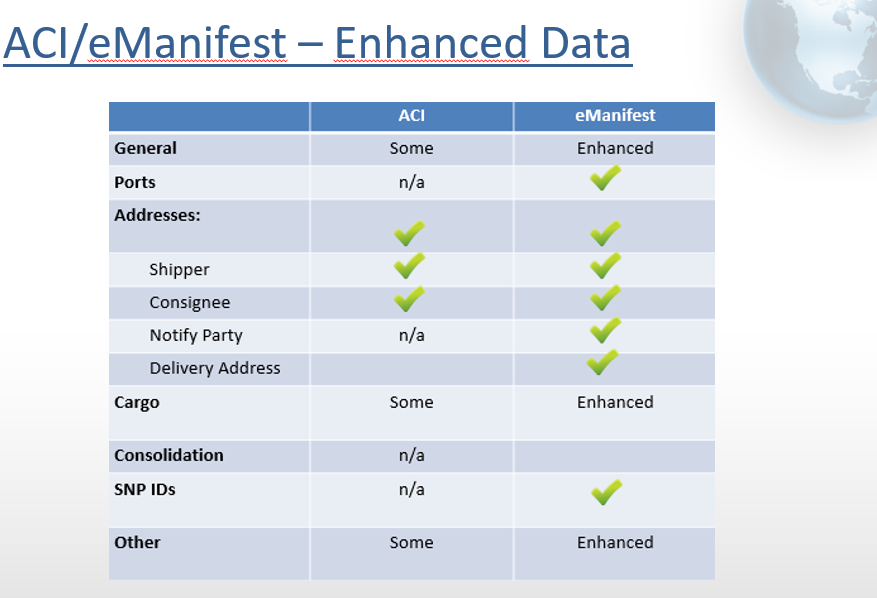 ACI/eManifest – Enhanced Data
ACI eManifest
General Some Enhanced
Ports n/a
Addresses:
Shipper
Consignee
Notify Party n/a
Delivery Address
Cargo Some Enhanced
Consolidation n/a
SNP IDs n/a
Other Some Enhanced